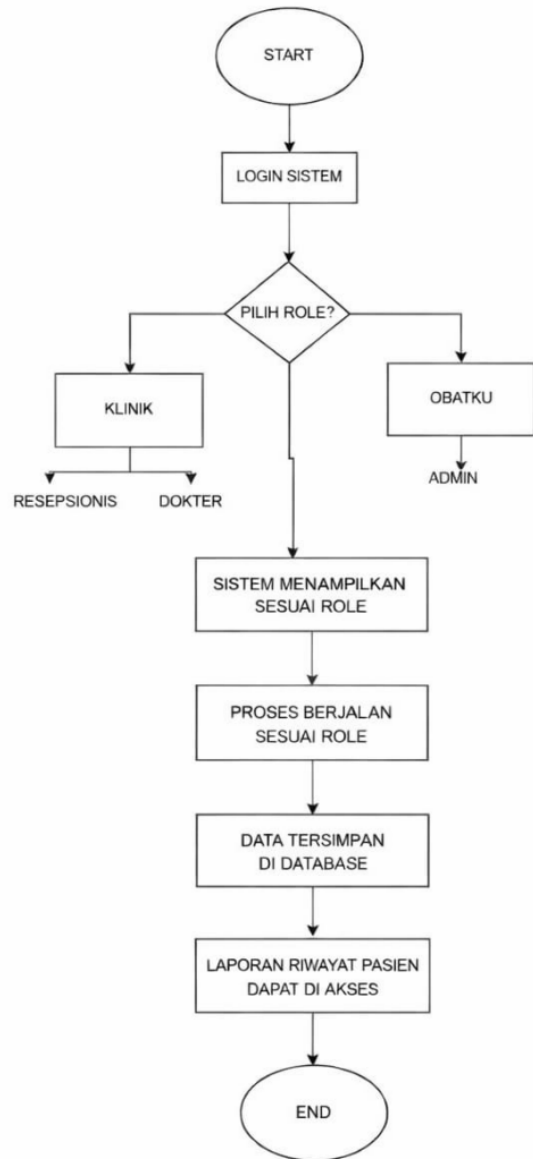 START
LOGIN SISTEM
PILIH ROLE?
KLINIK
OBATKU
RESEPSIONIS
DOKTER
ADMIN
SISTEM MENAMPILKAN
SESUAI ROLE
PROSES BERJALAN
SESUAI ROLE
DATA TERSIMPAN
DI DATABASE
LAPORAN RIWAYAT PASIEN
DAPAT DI AKSES
END